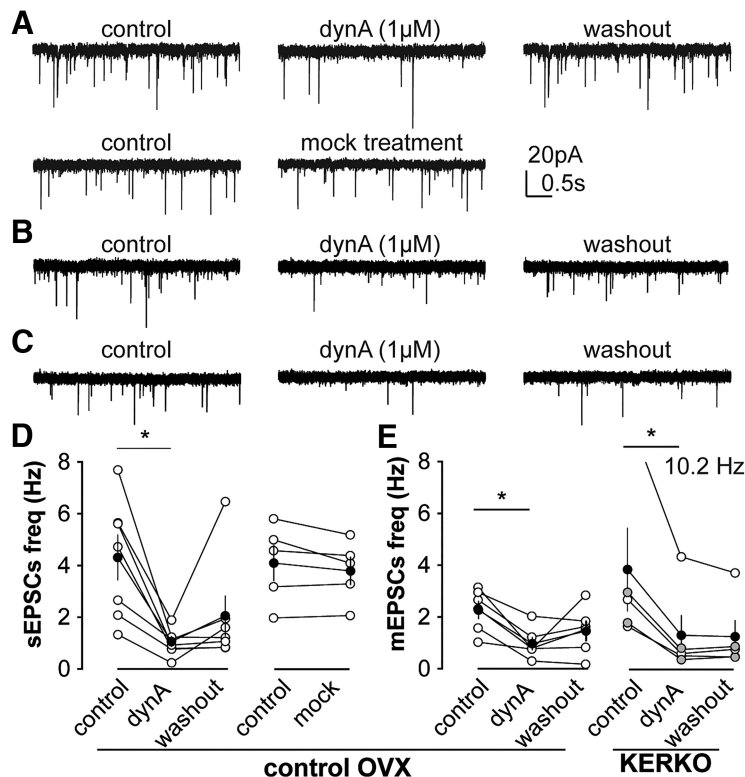 A
control dynA (1µM) washout
control mock treatment
20pA
0.5s
B
control dynA (1µM) washout
C
control dynA (1µM) washout
D
E
sEPSCs freq (Hz)
8
6
4
2
0
*
control
dynA
washout
control
mock
mEPSCs freq (Hz)
8
6
4
2
0
*
*
10.2 Hz
control
dynA
washout
control
dynA
washout
control OVX
KERKO